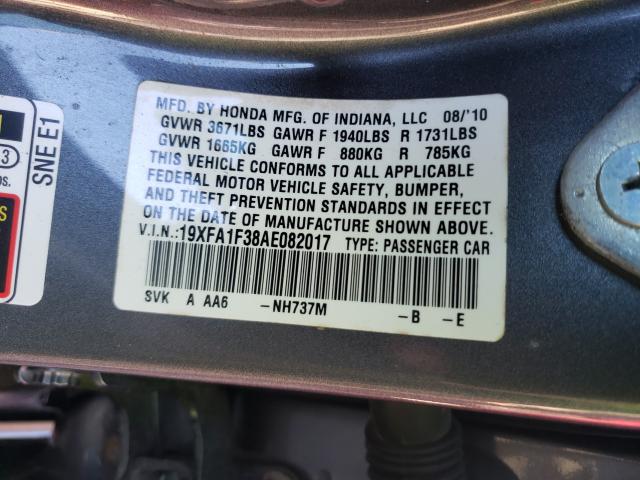 MFD. BY HONDA MFG. OF INDIANA, LLC 08/'10
GVWR 3671LBS GAWR F 1940LBS R 1731LBS
GVWR 1665KG GAWR F 880KG R 785KG
THIS VEHICLE CONFORMS TO ALL APPLICABLE
FEDERAL MOTOR VEHICLE SAFETY, BUMPER,
AND THEFT PREVENTION STANDARDS IN EFFECT
ON THE DATE OF MANUFACTURE SHOWN ABOVE.
V.I.N.:19XFA1F38AE082017 TYPE: PASSENGER CAR
SVK A AA6 -NH737M -B -E
SNE E1
3